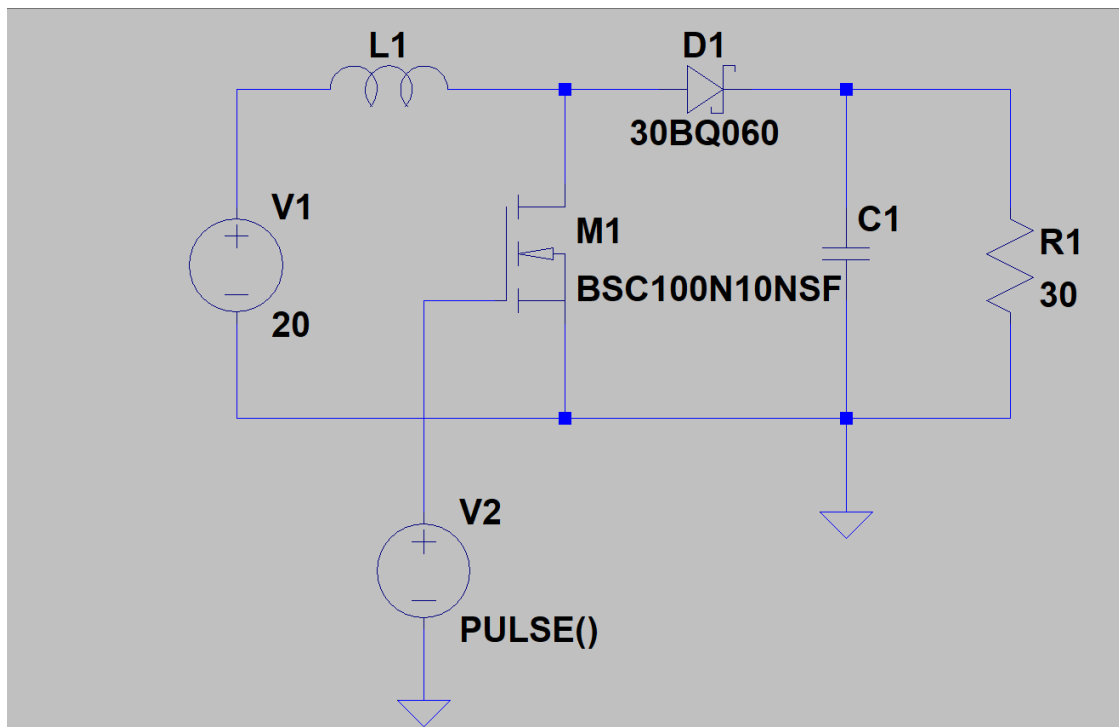 L1
D1
30BQ060
V1
20
M1
BSC100N10NSF
C1
R1
30
V2
PULSE()